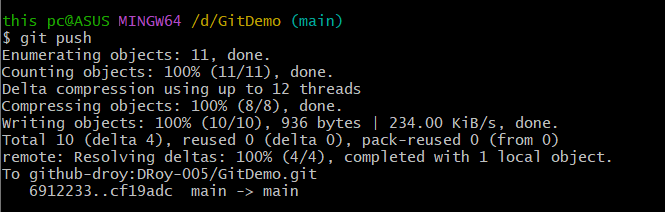 this pc@ASUS MINGW64 /d/GitDemo (main)
$ git push
Enumerating objects: 11, done.
Counting objects: 100% (11/11), done.
Delta compression using up to 12 threads
Compressing objects: 100% (8/8), done.
Writing objects: 100% (10/10), 936 bytes | 234.00 KiB/s, done.
Total 10 (delta 4), reused 0 (delta 0), pack-reused 0 (from 0)
remote: Resolving deltas: 100% (4/4), completed with 1 local object.
To github-droy:DRoy-005/GitDemo.git
   6912233..cf19adc  main -> main